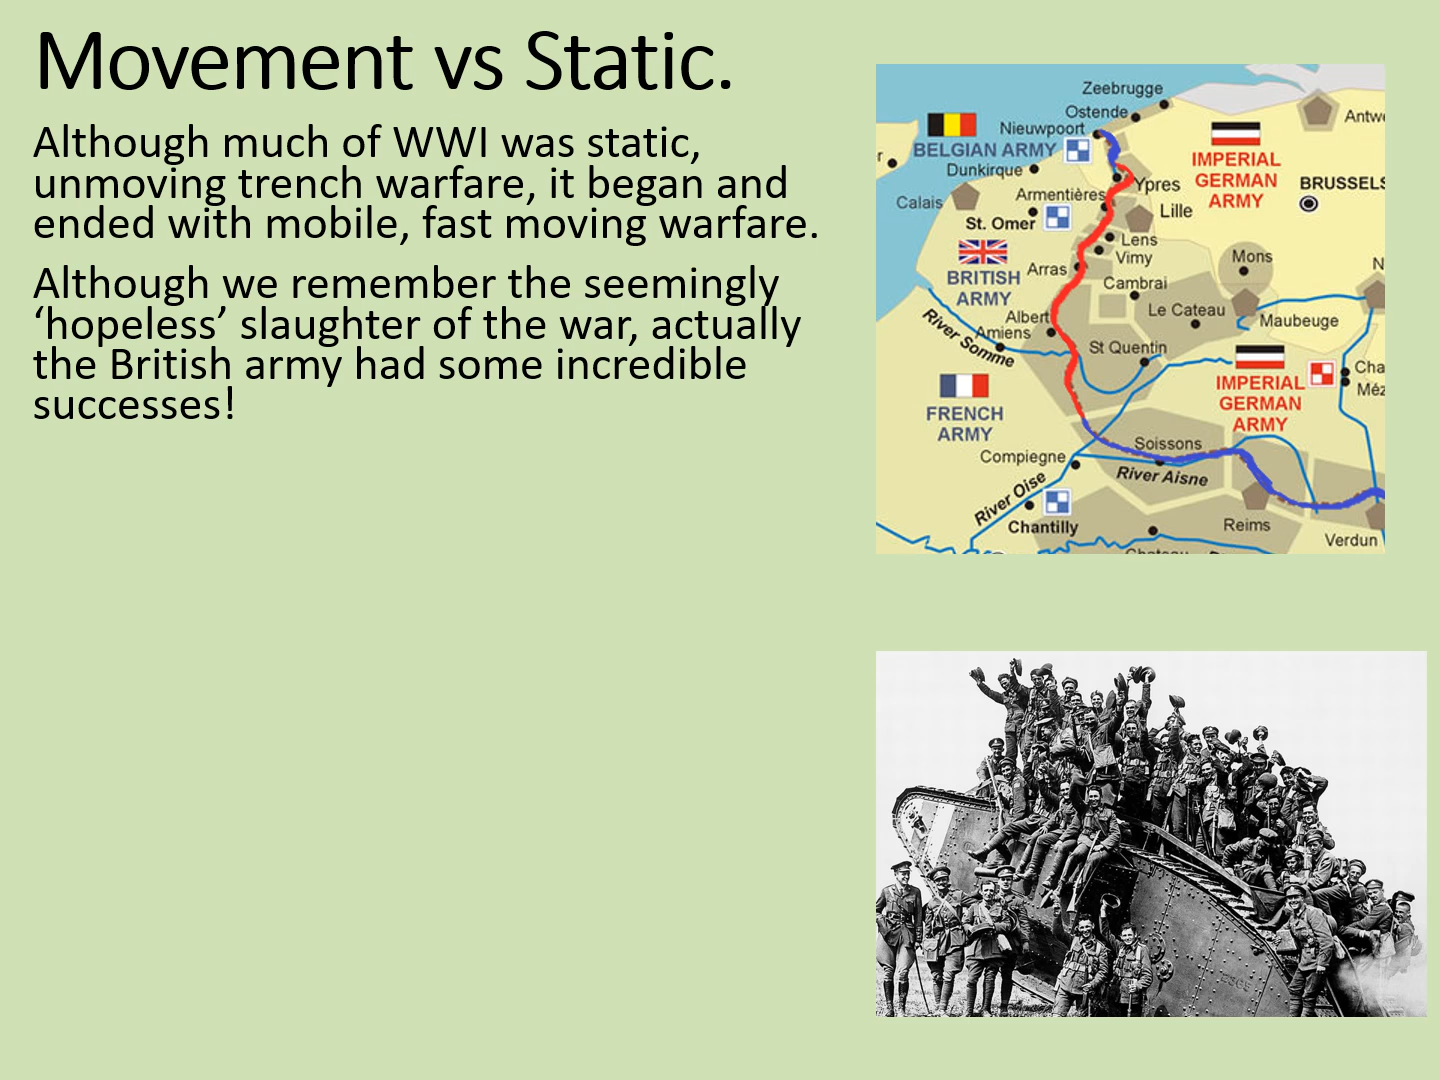 Movement vs Static.
Although much of WWI was static,
unmoving trench warfare, it began and
ended with mobile, fast moving warfare.
Although we remember the seemingly
‘hopeless’ slaughter of the war, actually
the British army had some incredible
successes!
Zeebrugge
Ostende
Nieuwpoort
Antwe
BELGIAN ARMY
IMPERIAL
GERMAN
ARMY
r
Dunkirque
Ypres
BRUSSELS
Calais
Armentières
Lille
St. Omer
Lens
Vimy
BRITISH
ARMY
Arras
Mons
N
Cambrai
Albert
Le Cateau
Maubeuge
Amiens
River Somme
St Quentin
IMPERIAL
GERMAN
ARMY
Cha
Méz
FRENCH
ARMY
Soissons
Compiegne
River Aisne
River Oise
Chantilly
Reims
Verdun